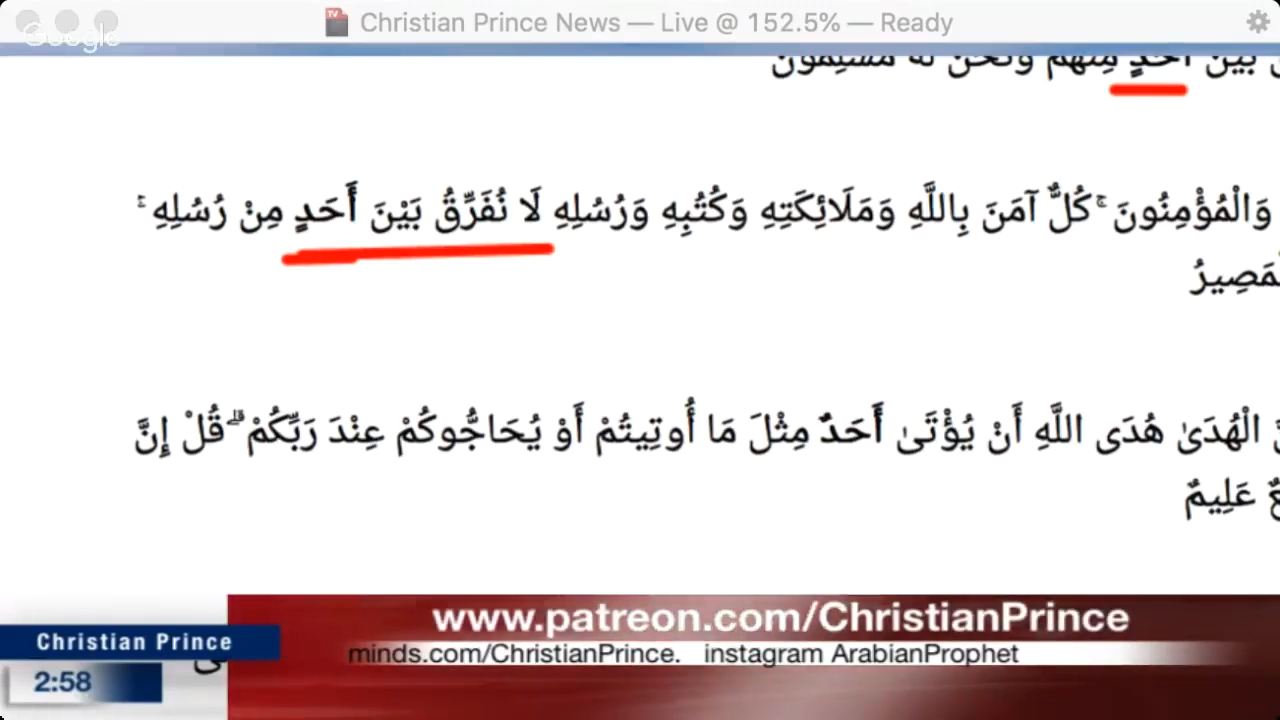 Christian Prince News — Live @ 152.5% — Ready
Google
بين أحدٍ منهم ونحن له مسلمون
وَالْمُؤْمِنُونَ ۚ كُلٌّ آمَنَ بِاللَّهِ وَمَلَائِكَتِهِ وَكُتُبِهِ وَرُسُلِهِ لَا نُفَرِّقُ بَيْنَ أَحَدٍ مِنْ رُسُلِهِ ۚ
لْمَصِيرُ
الْهُدَىٰ هُدَى اللَّهِ أَنْ يُؤْتَىٰ أَحَدٌ مِثْلَ مَا أُوتِيتُمْ أَوْ يُحَاجُّوكُمْ عِنْدَ رَبِّكُمْ ۗ قُلْ إِنَّ
عَلِيمٌ
www.patreon.com/ChristianPrince
Christian Prince
minds.com/ChristianPrince. instagram ArabianProphet
2:58